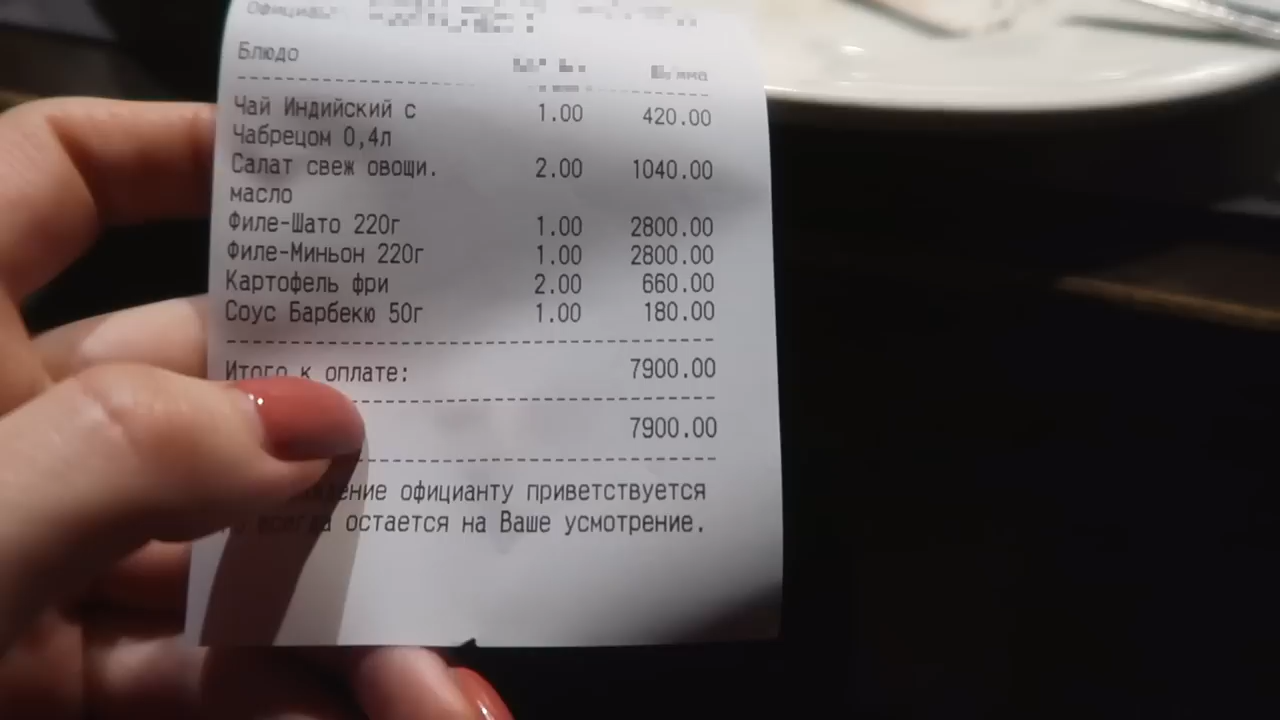 Официант
Блюдо
Чай Индийский с 1.00 420.00
Чабрецом 0,4л
Салат свеж овощи. 2.00 1040.00
масло
Филе-Шато 220г 1.00 2800.00
Филе-Миньон 220г 1.00 2800.00
Картофель фри 2.00 660.00
Соус Барбекю 50г 1.00 180.00
Итого к оплате: 7900.00
7900.00
официанту приветствуется
всегда остается на Ваше усмотрение.